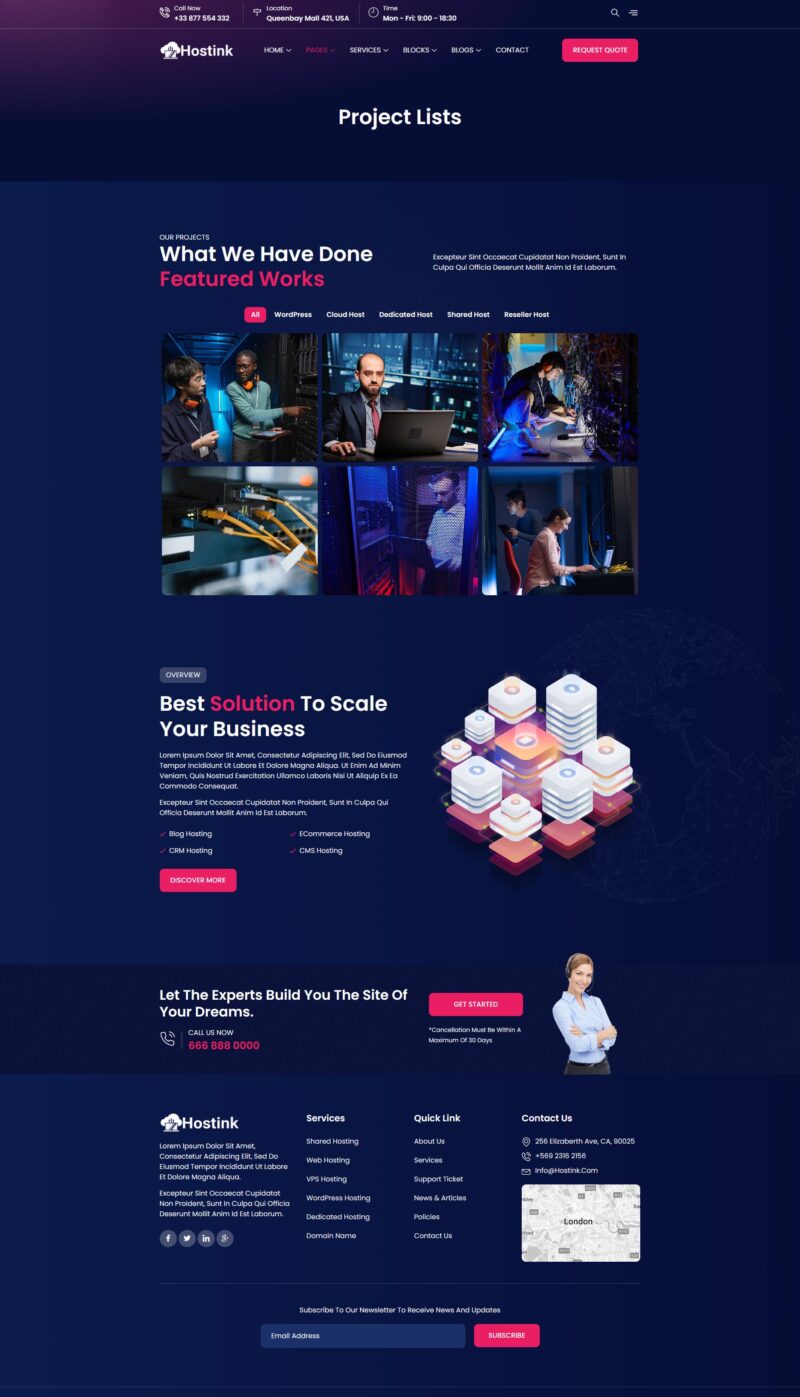 Call Now
+33 877 554 332
Location
Queenbay Mall 421, USA
Time
Mon - Fri: 9:00 - 18:30
Hostink
HOME
PAGES
SERVICES
BLOCKS
BLOGS
CONTACT
REQUEST QUOTE
Project Lists
OUR PROJECTS
What We Have Done
Featured Works
Excepteur Sint Occaecat Cupidatat Non Proident, Sunt In
Culpa Qui Officia Deserunt Mollit Anim Id Est Laborum.
All
WordPress
Cloud Host
Dedicated Host
Shared Host
Reseller Host
OVERVIEW
Best Solution To Scale
Your Business
Lorem Ipsum Dolor Sit Amet, Consectetur Adipiscing Elit, Sed Do Eiusmod
Tempor Incididunt Ut Labore Et Dolore Magna Aliqua. Ut Enim Ad Minim
Veniam, Quis Nostrud Exercitation Ullamco Laboris Nisi Ut Aliquip Ex Ea
Commodo Consequat.
Excepteur Sint Occaecat Cupidatat Non Proident, Sunt In Culpa Qui
Officia Deserunt Mollit Anim Id Est Laborum.
Blog Hosting
ECommerce Hosting
CRM Hosting
CMS Hosting
DISCOVER MORE
Let The Experts Build You The Site Of
Your Dreams.
CALL US NOW
666 888 0000
GET STARTED
*Cancellation Must Be Within A
Maximum Of 30 Days
Hostink
Lorem Ipsum Dolor Sit Amet,
Consectetur Adipiscing Elit, Sed Do
Eiusmod Tempor Incididunt Ut Labore
Et Dolore Magna Aliqua.
Excepteur Sint Occaecat Cupidatat
Non Proident, Sunt In Culpa Qui Officia
Deserunt Mollit Anim Id Est Laborum.
Services
Shared Hosting
Web Hosting
VPS Hosting
WordPress Hosting
Dedicated Hosting
Domain Name
Quick Link
About Us
Services
Support Ticket
News & Articles
Policies
Contact Us
Contact Us
256 Elizaberth Ave, CA, 90025
+569 2316 2156
Info@Hostink.Com
London
Subscribe To Our Newsletter To Receive News And Updates
Email Address
SUBSCRIBE